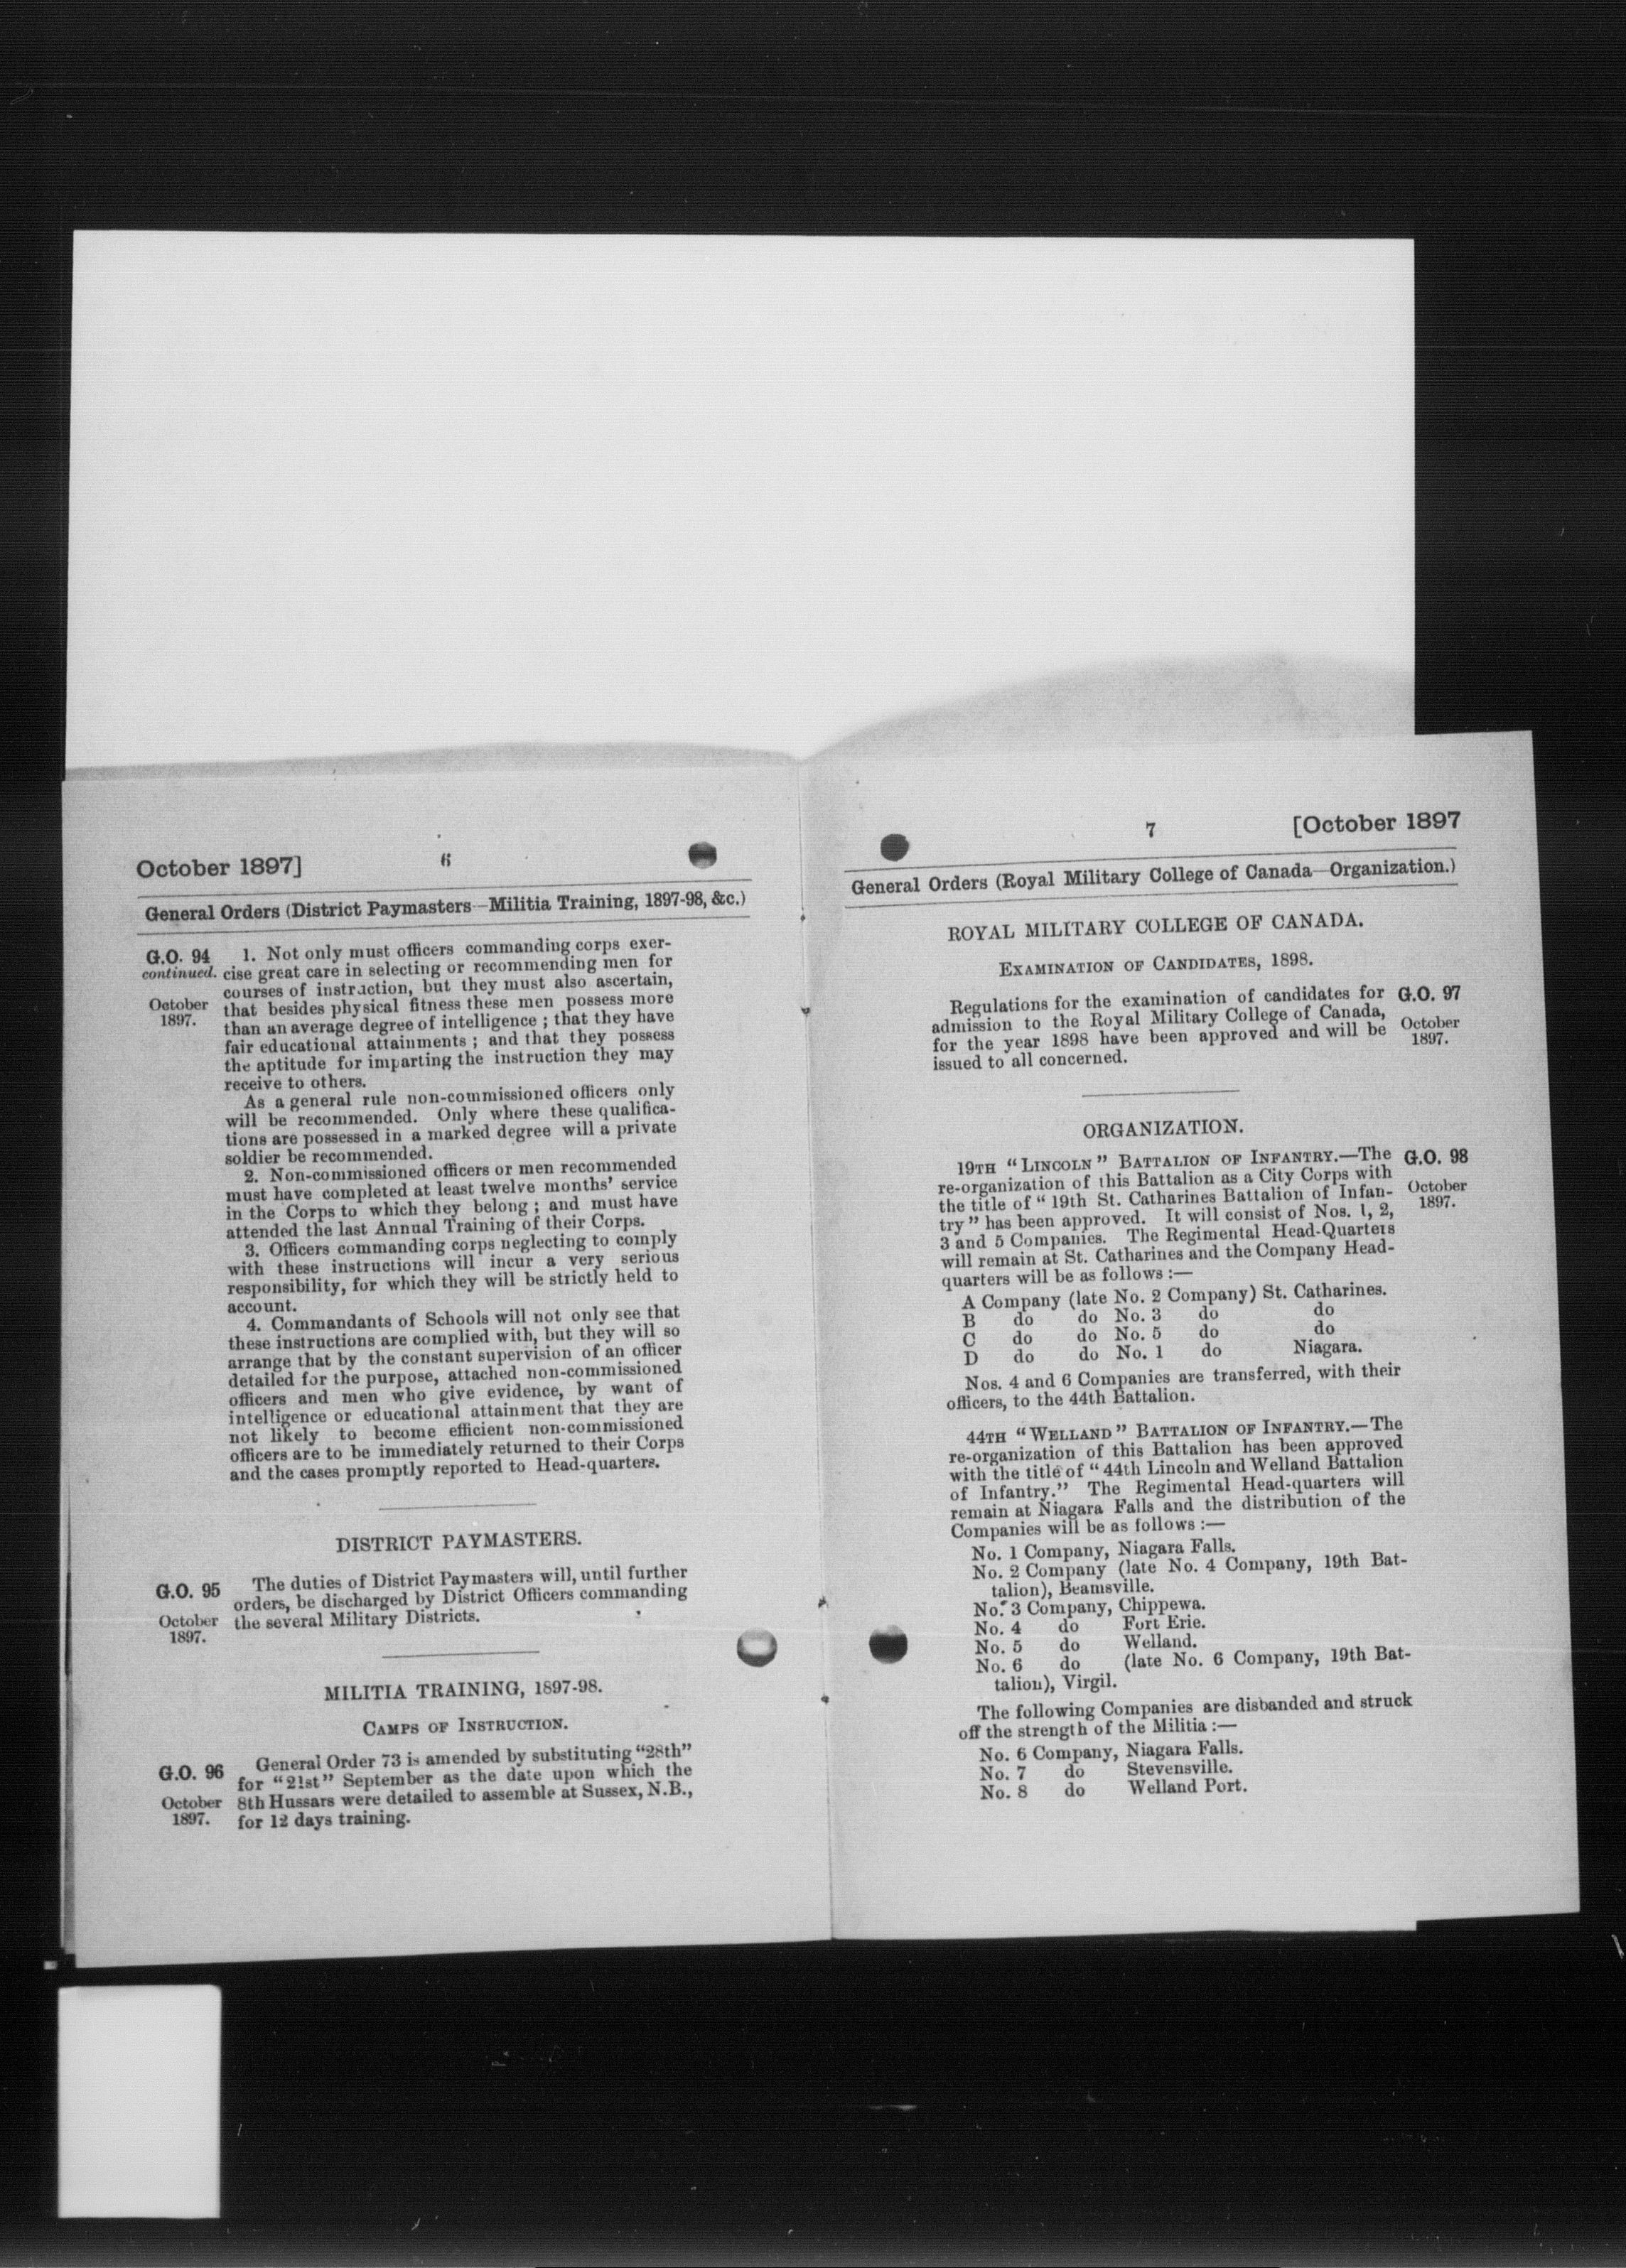 October 1897]
6
General Orders (District Paymasters—Militia Training, 1897-98, &c.)
G.O. 94
continued.
October
1897.
1. Not only must officers commanding corps exer-
cise great care in selecting or recommending men for
courses of instruction, but they must also ascertain,
that besides physical fitness these men possess more
than an average degree of intelligence ; that they have
fair educational attainments ; and that they possess
the aptitude for imparting the instruction they may
receive to others.
As a general rule non-commissioned officers only
will be recommended. Only where these qualifica-
tions are possessed in a marked degree will a private
soldier be recommended.
2. Non-commissioned officers or men recommended
must have completed at least twelve months' service
in the Corps to which they belong ; and must have
attended the last Annual Training of their Corps.
3. Officers commanding corps neglecting to comply
with these instructions will incur a very serious
responsibility, for which they will be strictly held to
account.
4. Commandants of Schools will not only see that
these instructions are complied with, but they will so
arrange that by the constant supervision of an officer
detailed for the purpose, attached non-commissioned
officers and men who give evidence, by want of
intelligence or educational attainment that they are
not likely to become efficient non-commissioned
officers are to be immediately returned to their Corps
and the cases promptly reported to Head-quarters.
DISTRICT PAYMASTERS.
G.O. 95
October
1897.
The duties of District Paymasters will, until further
orders, be discharged by District Officers commanding
the several Military Districts.
MILITIA TRAINING, 1897-98.
CAMPS OF INSTRUCTION.
G.O. 96
October
1897.
General Order 73 is amended by substituting "28th"
for "21st" September as the date upon which the
8th Hussars were detailed to assemble at Sussex, N.B.,
for 12 days training.
7
[October 1897
General Orders (Royal Military College of Canada—Organization.)
ROYAL MILITARY COLLEGE OF CANADA.
EXAMINATION OF CANDIDATES, 1898.
Regulations for the examination of candidates for
admission to the Royal Military College of Canada,
for the year 1898 have been approved and will be
issued to all concerned.
G.O. 97
October
1897.
ORGANIZATION.
19TH "LINCOLN" BATTALION OF INFANTRY.—The
re-organization of this Battalion as a City Corps with
the title of "19th St. Catharines Battalion of Infan-
try" has been approved. It will consist of Nos. 1, 2,
3 and 5 Companies. The Regimental Head-Quarters
will remain at St. Catharines and the Company Head-
quarters will be as follows :—
G.O. 98
October
1897.
A Company (late No. 2 Company) St. Catharines.
B do do No. 3 do do
C do do No. 5 do do
D do do No. 1 do Niagara.
Nos. 4 and 6 Companies are transferred, with their
officers, to the 44th Battalion.
44TH "WELLAND" BATTALION OF INFANTRY.—The
re-organization of this Battalion has been approved
with the title of "44th Lincoln and Welland Battalion
of Infantry." The Regimental Head-quarters will
remain at Niagara Falls and the distribution of the
Companies will be as follows :—
No. 1 Company, Niagara Falls.
No. 2 Company (late No. 4 Company, 19th Bat-
talion), Beamsville.
No. 3 Company, Chippewa.
No. 4 do Fort Erie.
No. 5 do Welland.
No. 6 do (late No. 6 Company, 19th Bat-
talion), Virgil.
The following Companies are disbanded and struck
off the strength of the Militia :—
No. 6 Company, Niagara Falls.
No. 7 do Stevensville.
No. 8 do Welland Port.